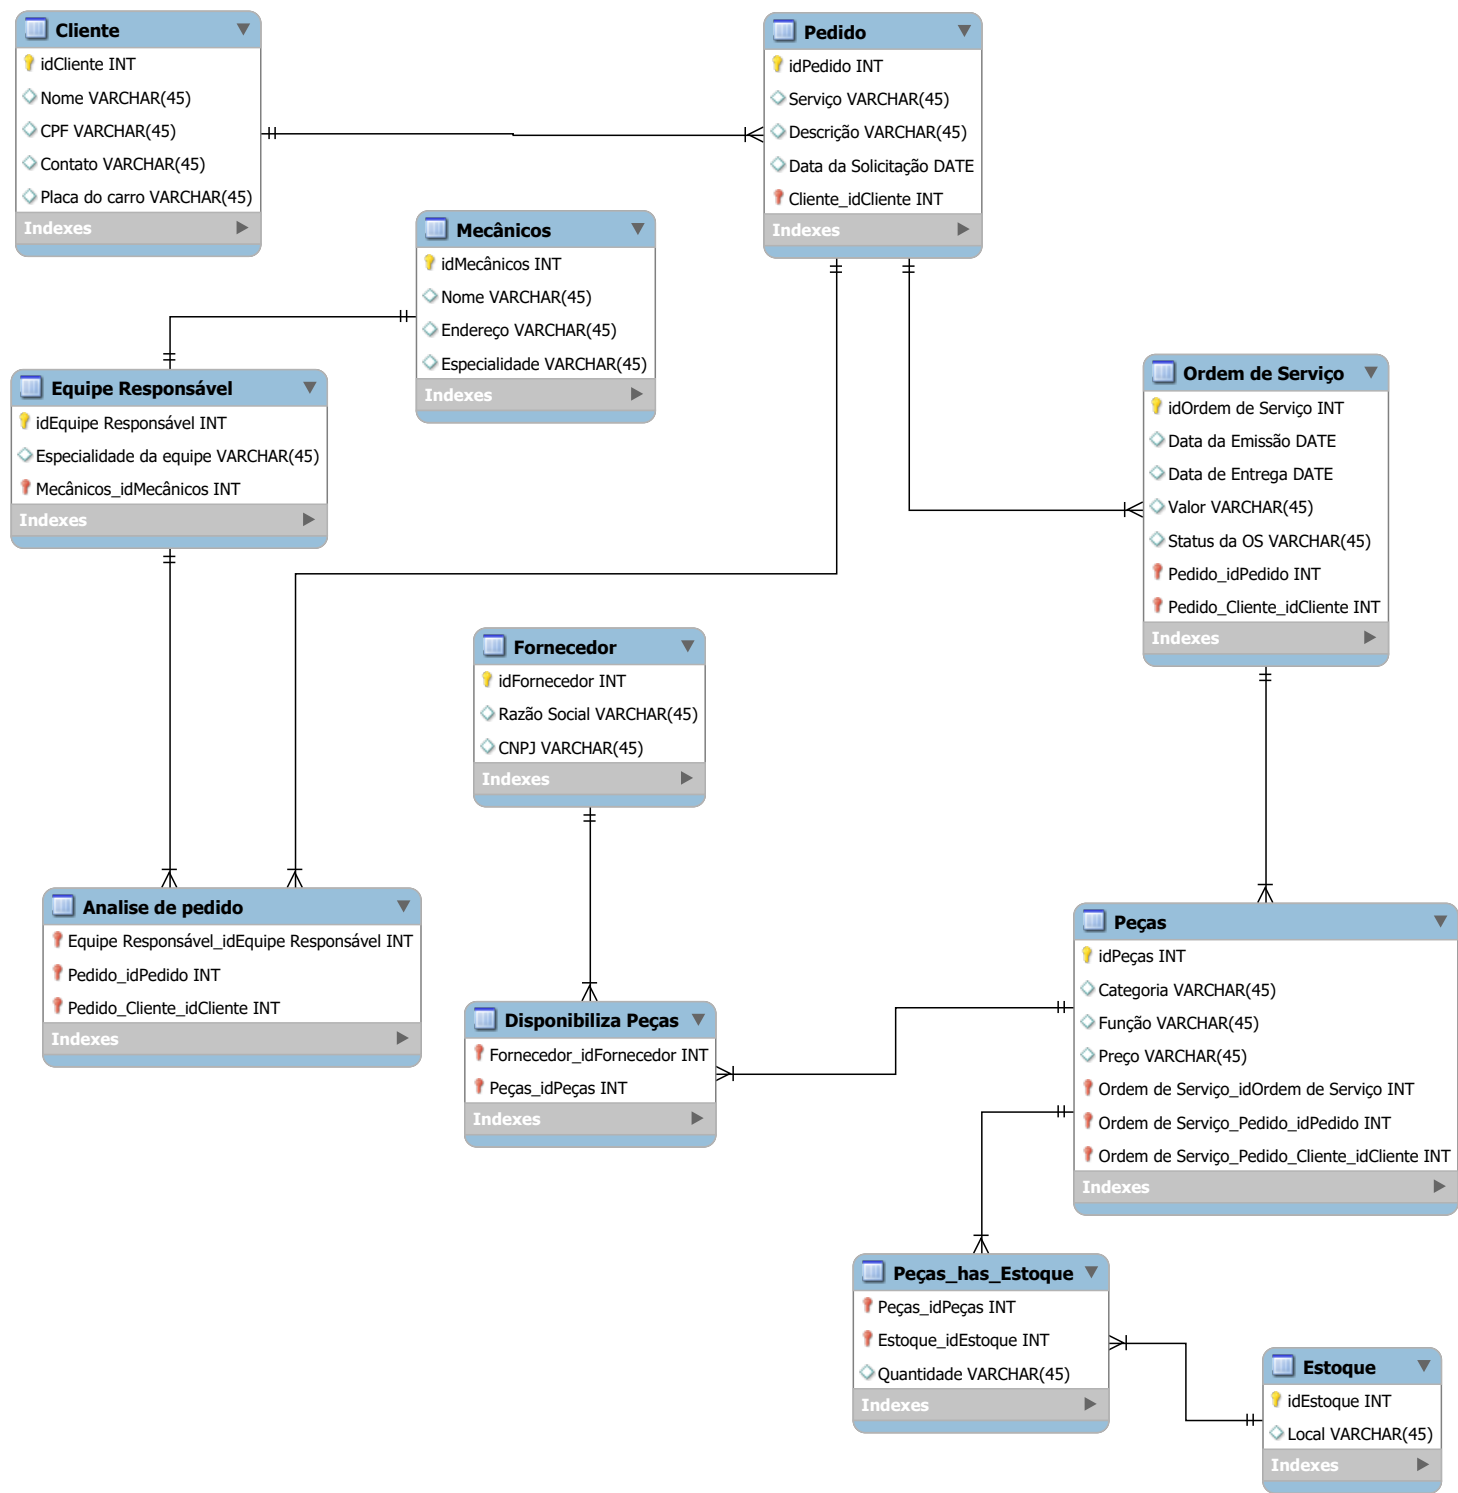 Cliente
idCliente INT
Nome VARCHAR(45)
CPF VARCHAR(45)
Contato VARCHAR(45)
Placa do carro VARCHAR(45)
Indexes
Pedido
idPedido INT
Serviço VARCHAR(45)
Descrição VARCHAR(45)
Data da Solicitação DATE
Cliente_idCliente INT
Indexes
Mecânicos
idMecânicos INT
Nome VARCHAR(45)
Endereço VARCHAR(45)
Especialidade VARCHAR(45)
Indexes
Equipe Responsável
idEquipe Responsável INT
Especialidade da equipe VARCHAR(45)
Mecânicos_idMecânicos INT
Indexes
Ordem de Serviço
idOrdem de Serviço INT
Data da Emissão DATE
Data de Entrega DATE
Valor VARCHAR(45)
Status da OS VARCHAR(45)
Pedido_idPedido INT
Pedido_Cliente_idCliente INT
Indexes
Fornecedor
idFornecedor INT
Razão Social VARCHAR(45)
CNPJ VARCHAR(45)
Indexes
Analise de pedido
Equipe Responsável_idEquipe Responsável INT
Pedido_idPedido INT
Pedido_Cliente_idCliente INT
Indexes
Disponibiliza Peças
Fornecedor_idFornecedor INT
Peças_idPeças INT
Indexes
Peças
idPeças INT
Categoria VARCHAR(45)
Função VARCHAR(45)
Preço VARCHAR(45)
Ordem de Serviço_idOrdem de Serviço INT
Ordem de Serviço_Pedido_idPedido INT
Ordem de Serviço_Pedido_Cliente_idCliente INT
Indexes
Peças_has_Estoque
Peças_idPeças INT
Estoque_idEstoque INT
Quantidade VARCHAR(45)
Indexes
Estoque
idEstoque INT
Local VARCHAR(45)
Indexes